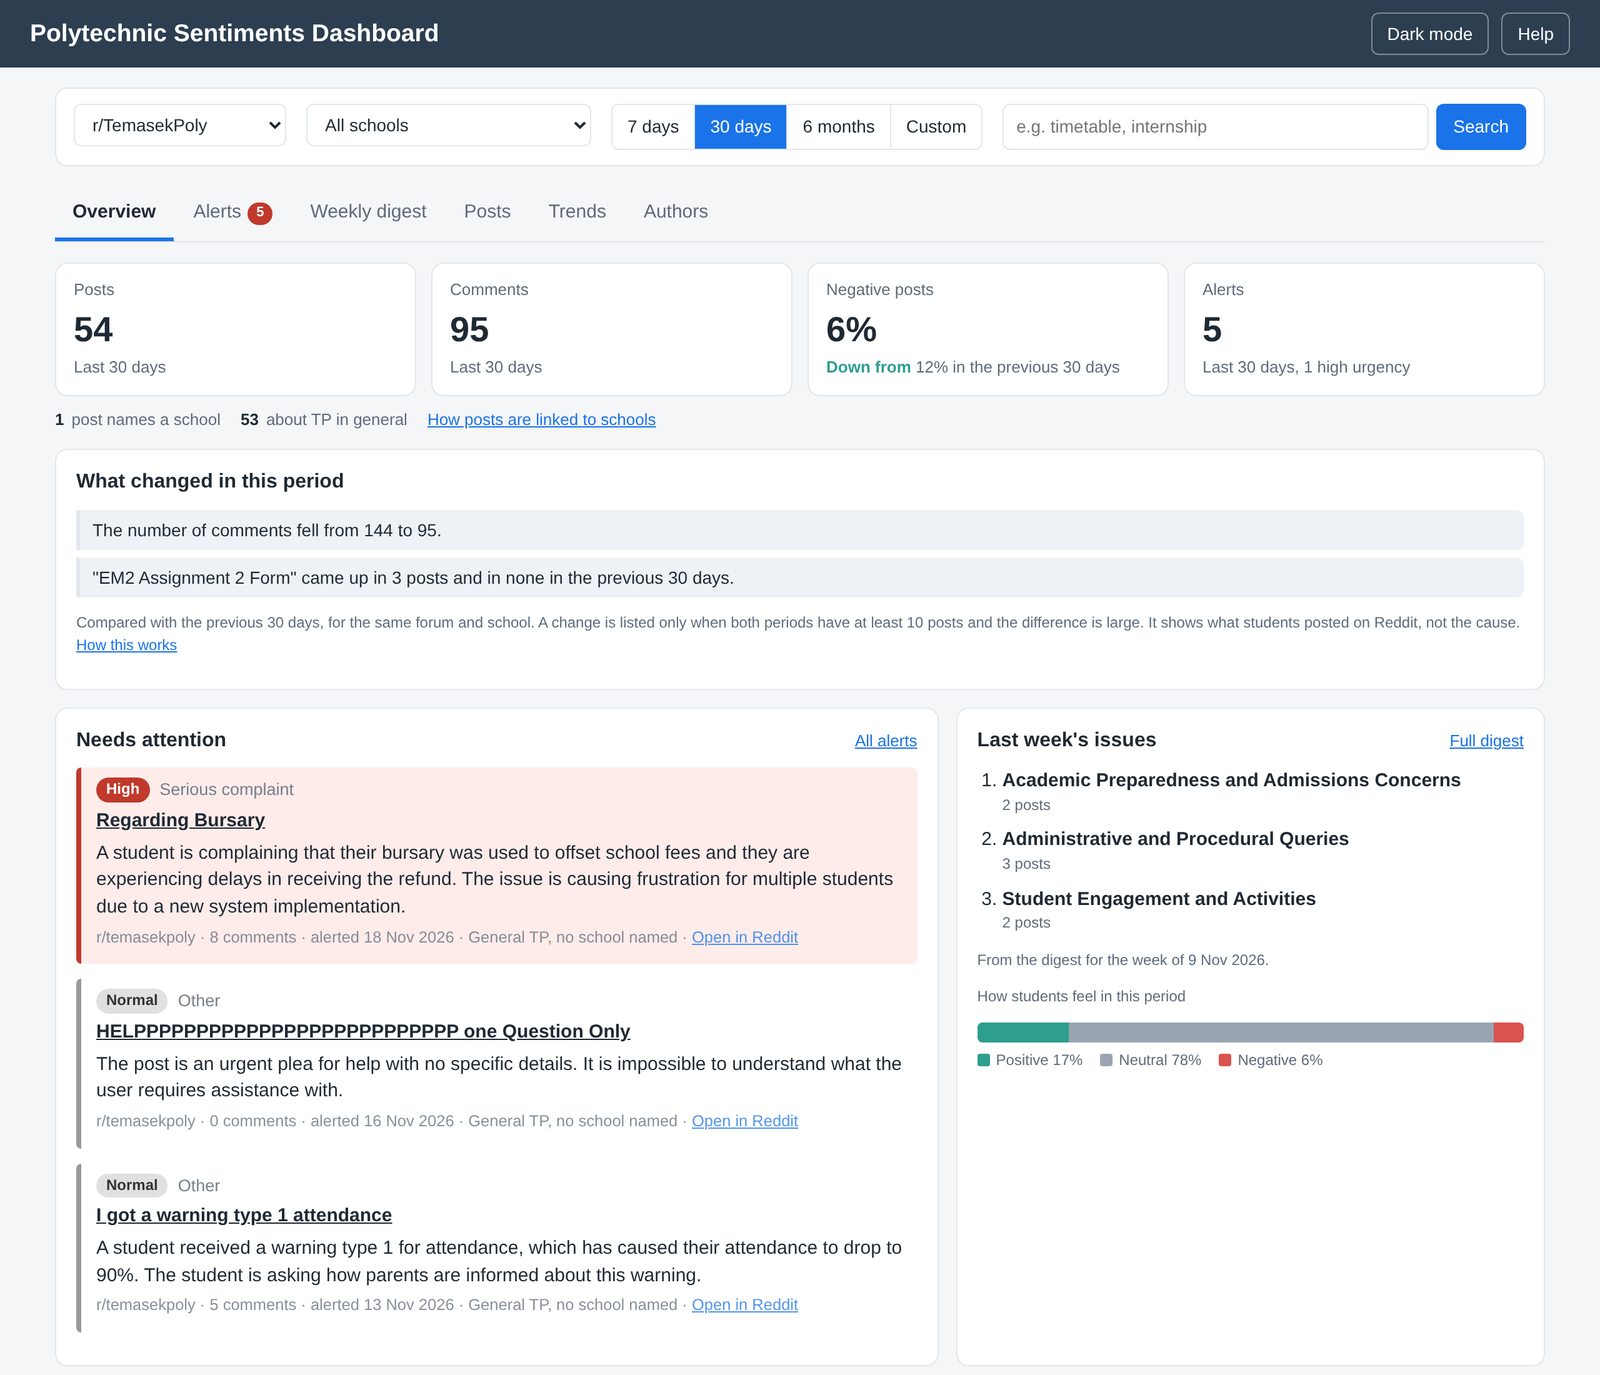 Polytechnic Sentiments Dashboard
Dark mode
Help
r/TemasekPoly
All schools
7 days
30 days
6 months
Custom
e.g. timetable, internship
Search
Overview
Alerts 5
Weekly digest
Posts
Trends
Authors
Posts
54
Last 30 days
Comments
95
Last 30 days
Negative posts
6%
Down from 12% in the previous 30 days
Alerts
5
Last 30 days, 1 high urgency
1 post names a school
53 about TP in general
How posts are linked to schools
What changed in this period
The number of comments fell from 144 to 95.
"EM2 Assignment 2 Form" came up in 3 posts and in none in the previous 30 days.
Compared with the previous 30 days, for the same forum and school. A change is listed only when both periods have at least 10 posts and the difference is large. It shows what students posted on Reddit, not the cause.
How this works
Needs attention
All alerts
High Serious complaint
Regarding Bursary
A student is complaining that their bursary was used to offset school fees and they are
experiencing delays in receiving the refund. The issue is causing frustration for multiple students
due to a new system implementation.
r/temasekpoly · 8 comments · alerted 18 Nov 2026 · General TP, no school named · Open in Reddit
Normal Other
HELPPPPPPPPPPPPPPPPPPPPPPPPPP one Question Only
The post is an urgent plea for help with no specific details. It is impossible to understand what the
user requires assistance with.
r/temasekpoly · 0 comments · alerted 16 Nov 2026 · General TP, no school named · Open in Reddit
Normal Other
I got a warning type 1 attendance
A student received a warning type 1 for attendance, which has caused their attendance to drop to
90%. The student is asking how parents are informed about this warning.
r/temasekpoly · 5 comments · alerted 13 Nov 2026 · General TP, no school named · Open in Reddit
Last week's issues
Full digest
1. Academic Preparedness and Admissions Concerns
2 posts
2. Administrative and Procedural Queries
3 posts
3. Student Engagement and Activities
2 posts
From the digest for the week of 9 Nov 2026.
How students feel in this period
Positive 17%
Neutral 78%
Negative 6%